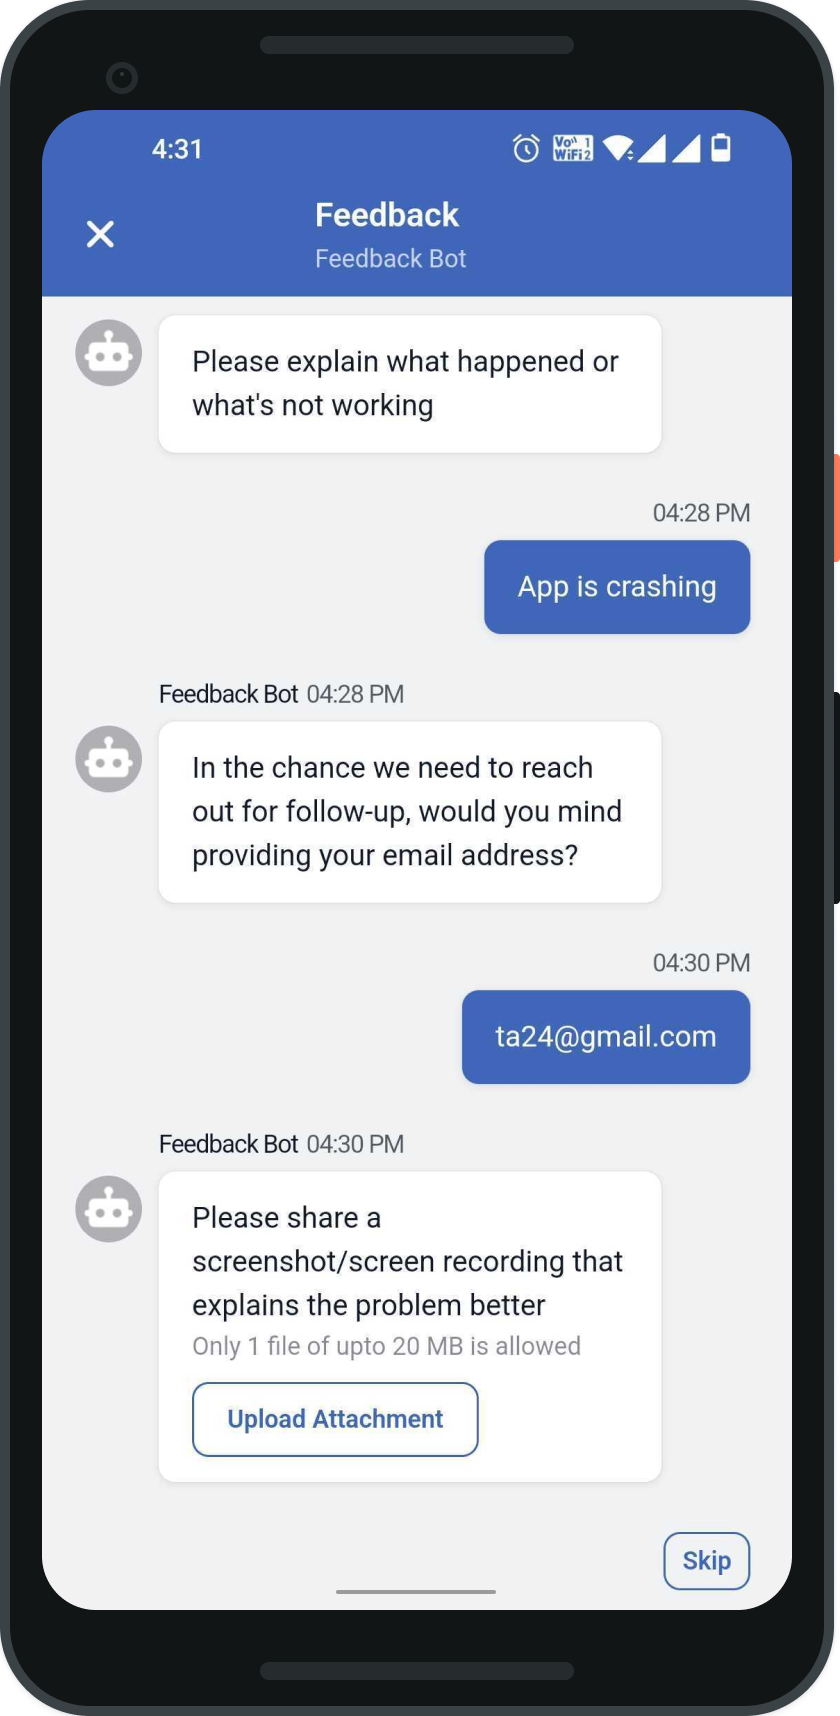 4:31
Vo)) 1
WiFi 2
Feedback
Feedback Bot
Please explain what happened or
what's not working
04:28 PM
App is crashing
Feedback Bot 04:28 PM
In the chance we need to reach
out for follow-up, would you mind
providing your email address?
04:30 PM
ta24@gmail.com
Feedback Bot 04:30 PM
Please share a
screenshot/screen recording that
explains the problem better
Only 1 file of upto 20 MB is allowed
Upload Attachment
Skip